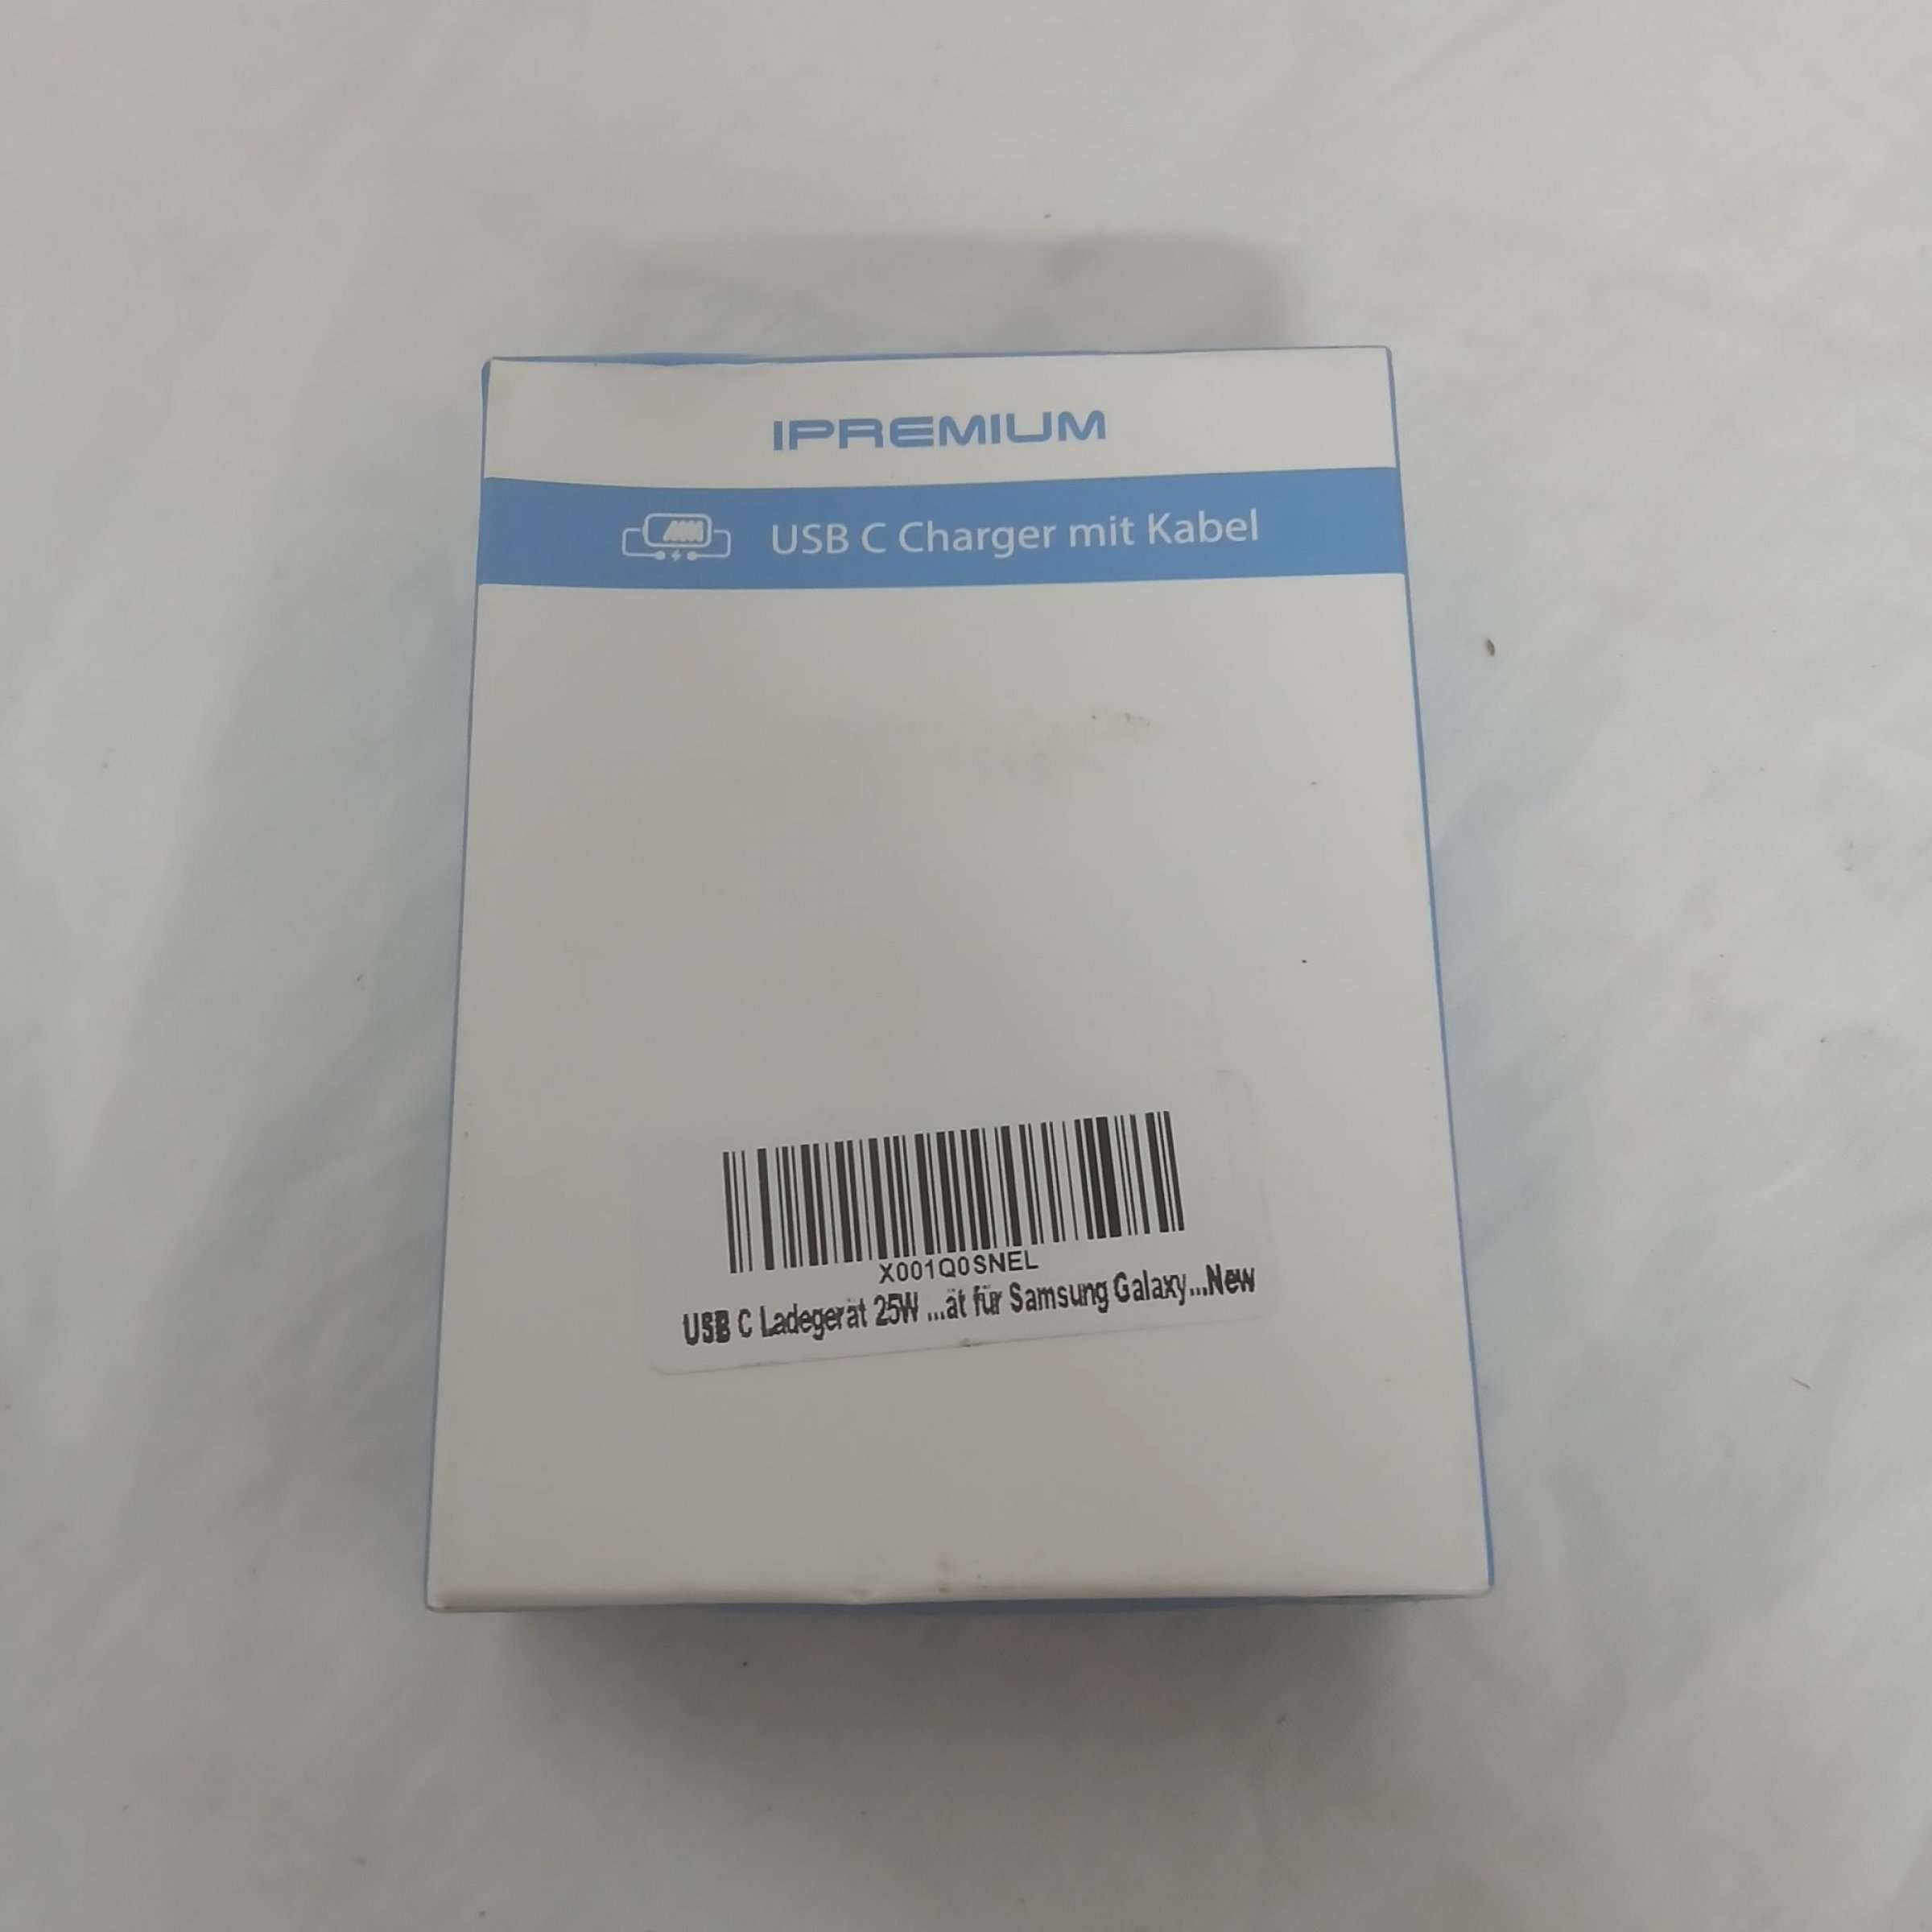 IPREMIUM
USB C Charger mit Kabel
X001Q0SNEL
USB C Ladegerät 25W ...ät für Samsung Galaxy...New